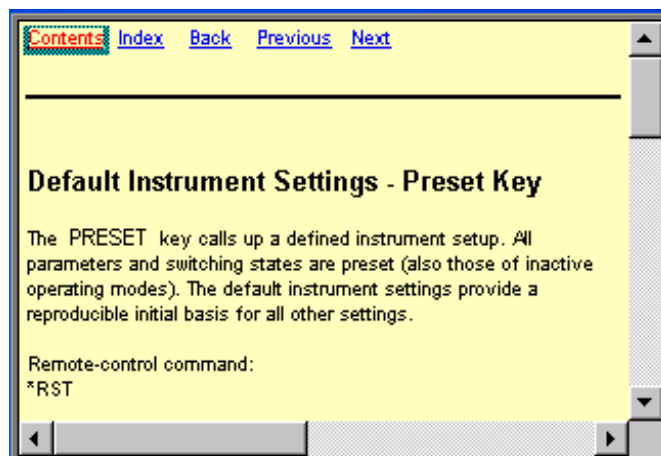 Contents Index Back Previous Next
Default Instrument Settings - Preset Key
The PRESET key calls up a defined instrument setup. All
parameters and switching states are preset (also those of inactive
operating modes). The default instrument settings provide a
reproducible initial basis for all other settings.
Remote-control command:
*RST